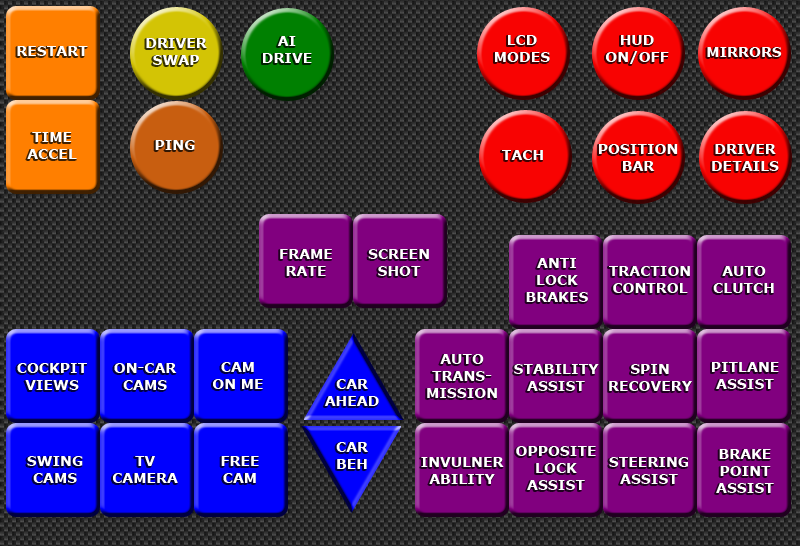 RESTART
DRIVER
SWAP
AI
DRIVE
LCD
MODES
HUD
ON/OFF
MIRRORS
TIME
ACCEL
PING
TACH
POSITION
BAR
DRIVER
DETAILS
FRAME
RATE
SCREEN
SHOT
ANTI
LOCK
BRAKES
TRACTION
CONTROL
AUTO
CLUTCH
COCKPIT
VIEWS
ON-CAR
CAMS
CAM
ON ME
CAR
AHEAD
AUTO
TRANS-
MISSION
STABILITY
ASSIST
SPIN
RECOVERY
PITLANE
ASSIST
SWING
CAMS
TV
CAMERA
FREE
CAM
CAR
BEH
INVULNER
ABILITY
OPPOSITE
LOCK
ASSIST
STEERING
ASSIST
BRAKE
POINT
ASSIST